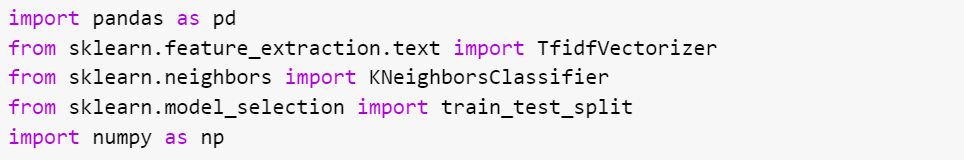 import pandas as pd
from sklearn.feature_extraction.text import TfidfVectorizer
from sklearn.neighbors import KNeighborsClassifier
from sklearn.model_selection import train_test_split
import numpy as np